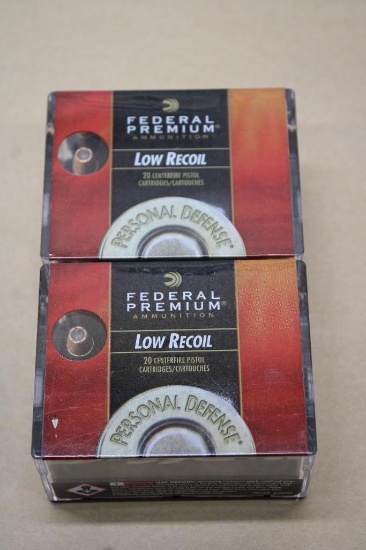 FEDERAL
PREMIUM®
AMMUNITION
LOW RECOIL
20 CENTERFIRE PISTOL
CARTRIDGES/CARTOUCHES
PERSONAL DEFENSE®
FEDERAL
PREMIUM®
AMMUNITION
LOW RECOIL
20 CENTERFIRE PISTOL
CARTRIDGES/CARTOUCHES
PERSONAL DEFENSE®